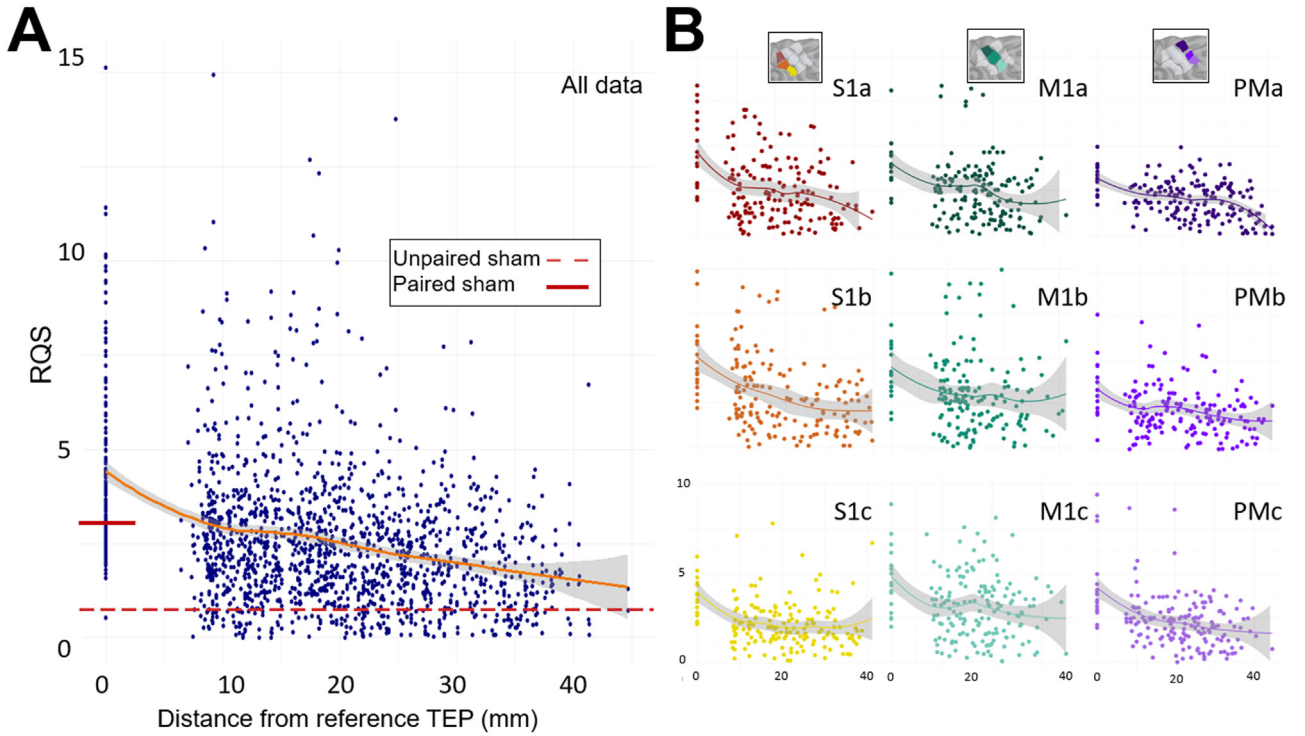 A
15
All data
10
Unpaired sham
Paired sham
RQS
5
0
0 10 20 30 40
Distance from reference TEP (mm)
B
S1a M1a PMa
S1b M1b PMb
10
S1c M1c PMc
5
0
0 20 40 0 20 40 0 20 40